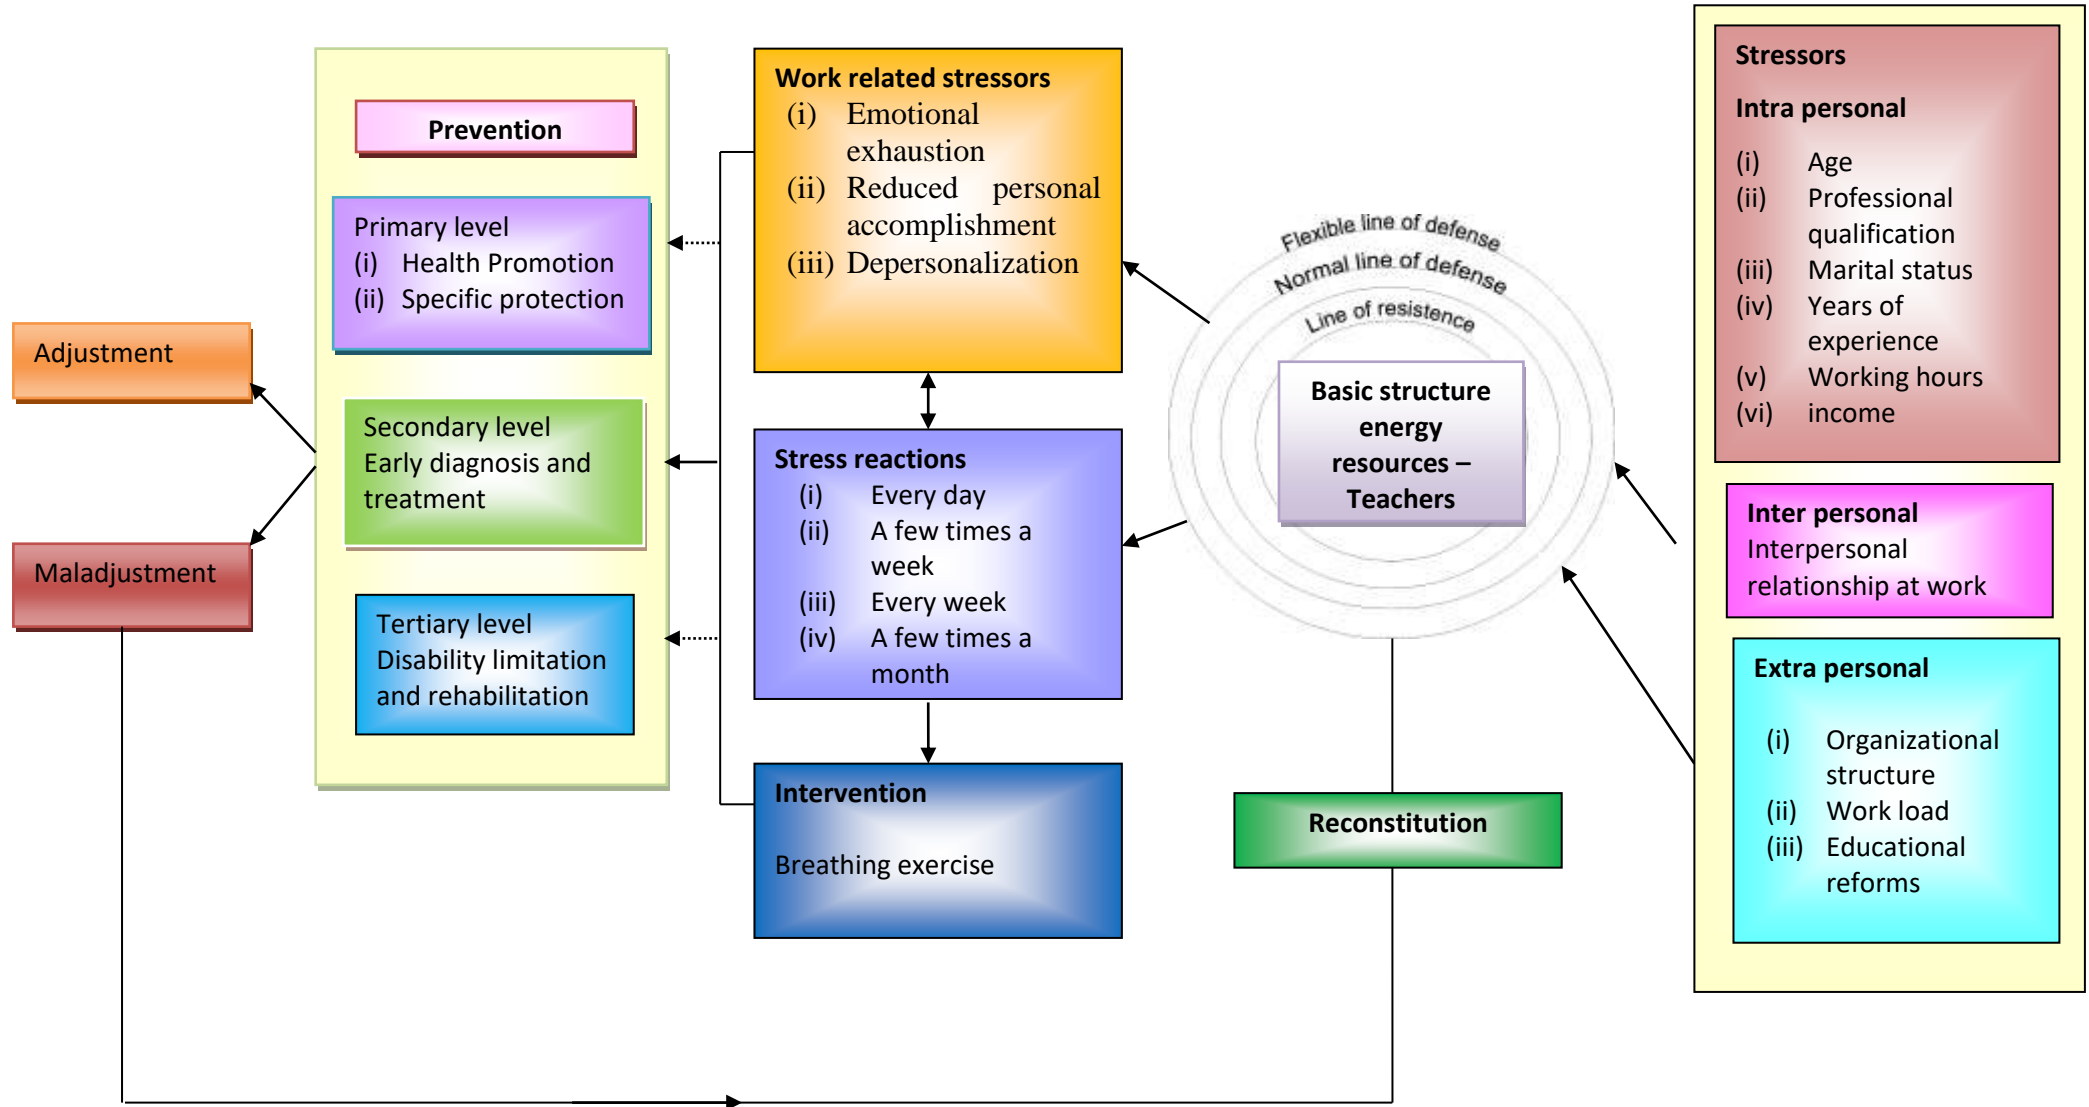 Adjustment
Maladjustment
Prevention
Primary level
(i) Health Promotion
(ii) Specific protection
Secondary level
Early diagnosis and
treatment
Tertiary level
Disability limitation
and rehabilitation
Work related stressors
(i) Emotional
exhaustion
(ii) Reduced personal
accomplishment
(iii) Depersonalization
Stress reactions
(i) Every day
(ii) A few times a
week
(iii) Every week
(iv) A few times a
month
Intervention
Breathing exercise
Flexible line of defense
Normal line of defense
Line of resistence
Basic structure
energy
resources –
Teachers
Reconstitution
Stressors
Intra personal
(i) Age
(ii) Professional
qualification
(iii) Marital status
(iv) Years of
experience
(v) Working hours
(vi) income
Inter personal
Interpersonal
relationship at work
Extra personal
(i) Organizational
structure
(ii) Work load
(iii) Educational
reforms